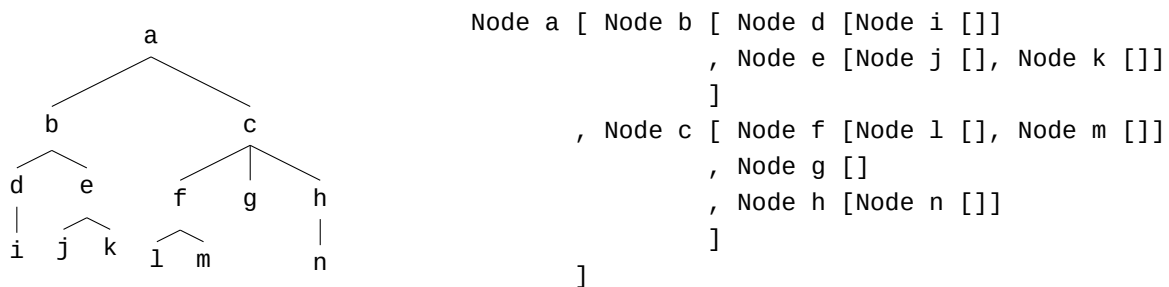 a
b c
d e f g h
i j k l m n
Node a [ Node b [ Node d [Node i []]
, Node e [Node j [], Node k []]
]
, Node c [ Node f [Node l [], Node m []]
, Node g []
, Node h [Node n []]
]
]